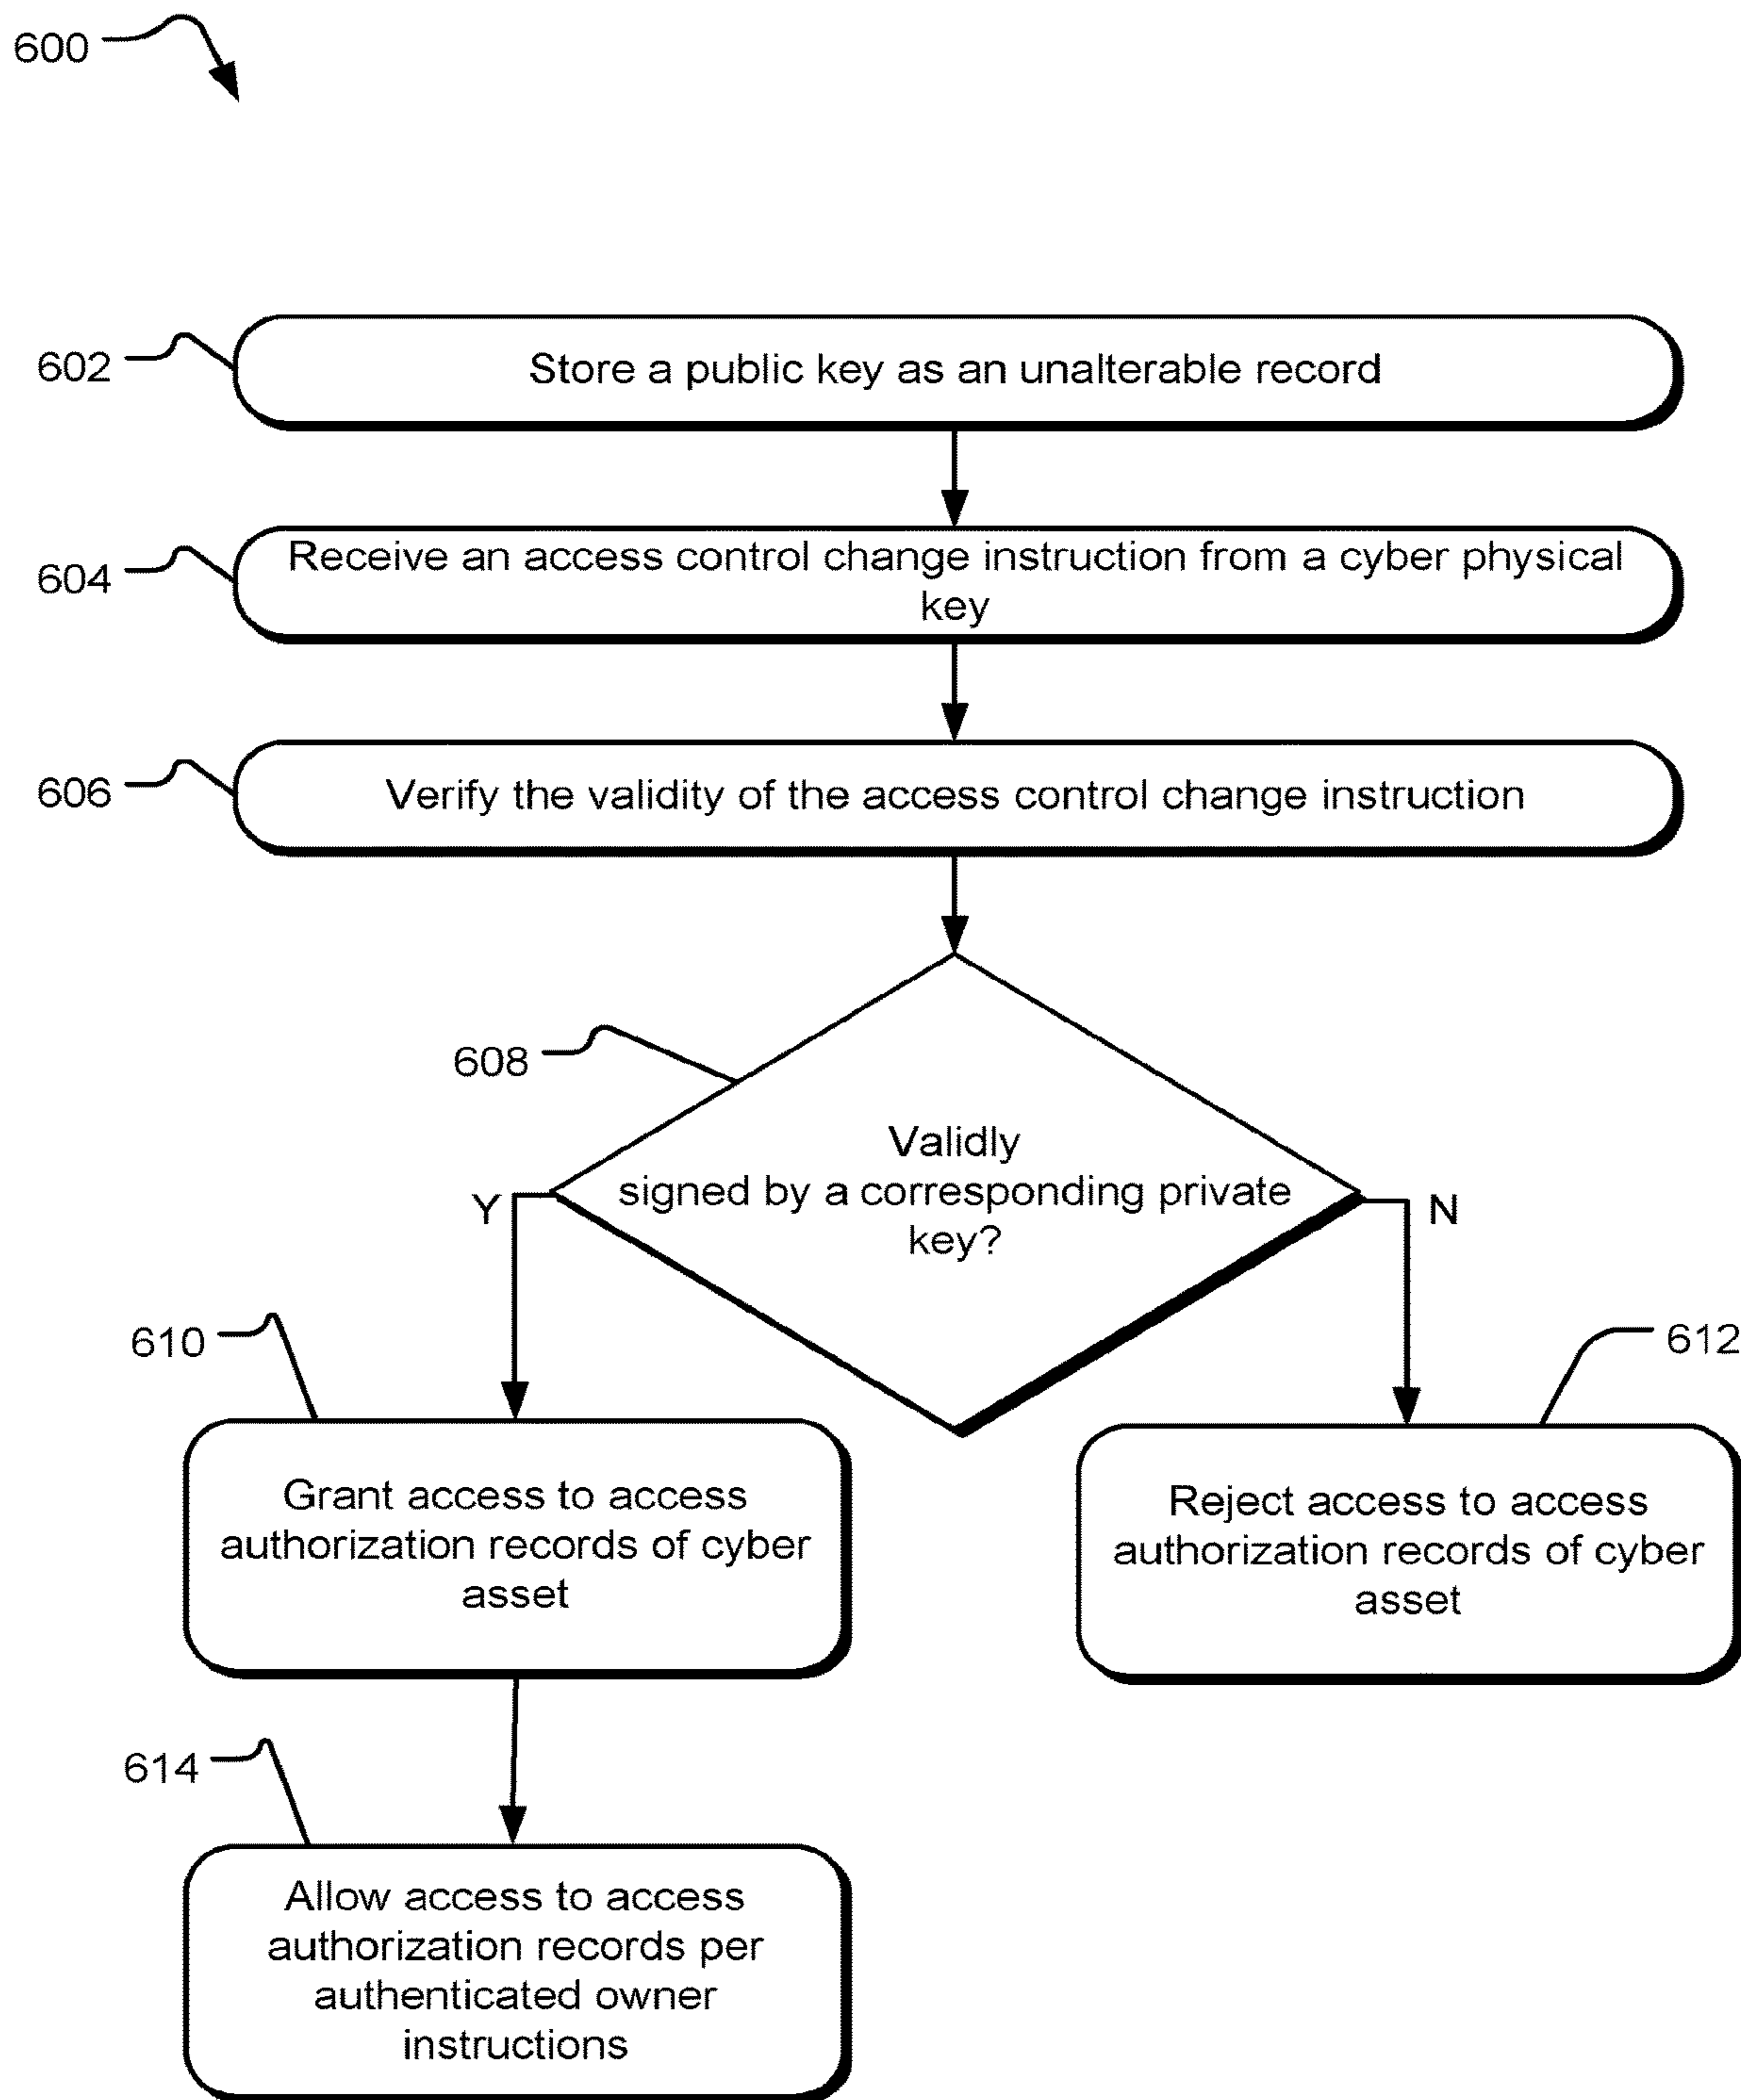 600
602
Store a public key as an unalterable record
604
Receive an access control change instruction from a cyber physical
key
606
Verify the validity of the access control change instruction
608
Validly
signed by a corresponding private
key?
Y
N
610
Grant access to access
authorization records of cyber
asset
612
Reject access to access
authorization records of cyber
asset
614
Allow access to access
authorization records per
authenticated owner
instructions